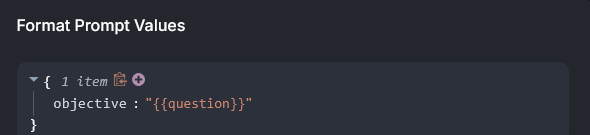 Format Prompt Values
{ 1 item
objective : "{{question}}"
}